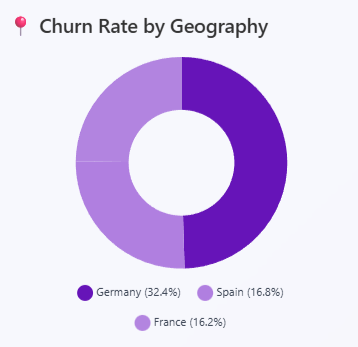 Churn Rate by Geography
Germany (32.4%) Spain (16.8%)
France (16.2%)